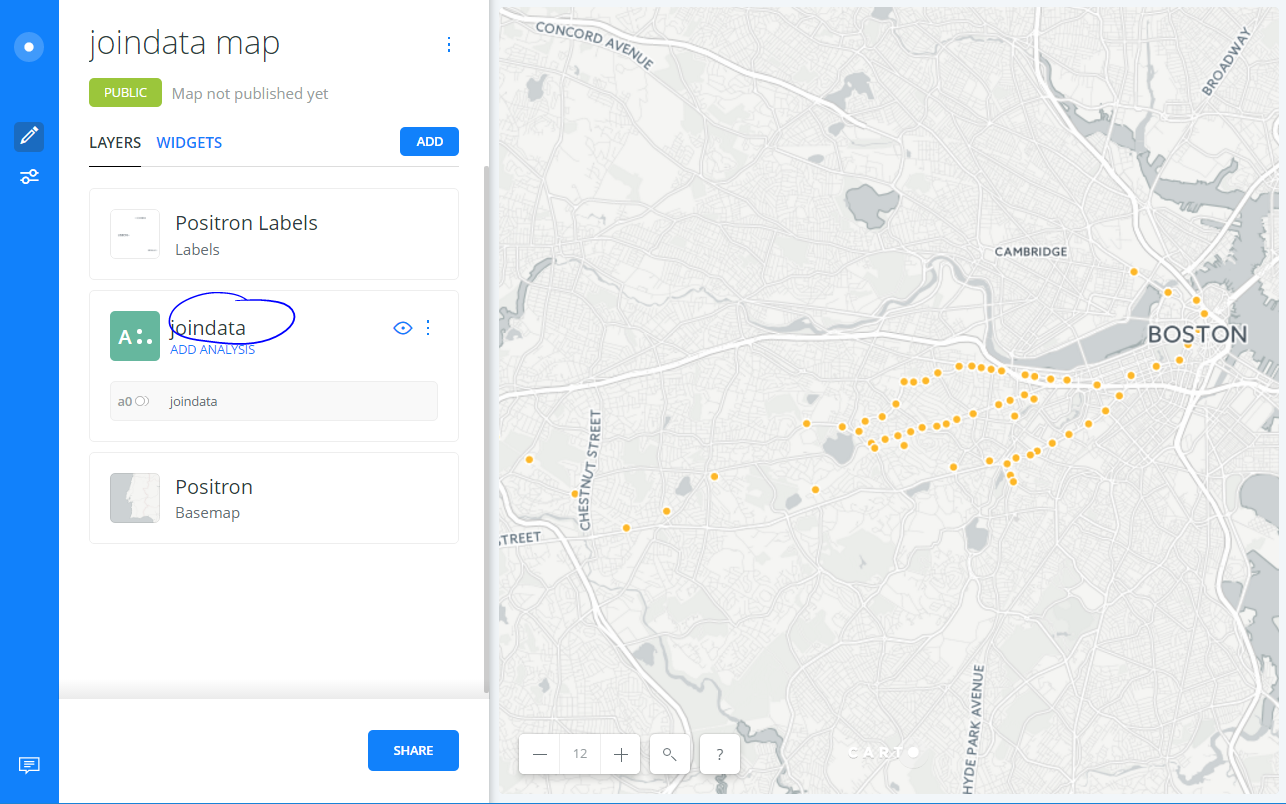 joindata map
PUBLIC Map not published yet
LAYERS WIDGETS ADD
Positron Labels
Labels
A
joindata
ADD ANALYSIS
a0 joindata
Positron
Basemap
SHARE
CONCORD AVENUE
BROADWAY
CAMBRIDGE
BOSTON
CHESTNUT STREET
STREET
HYDE PARK AVENUE
12
?
CARTO